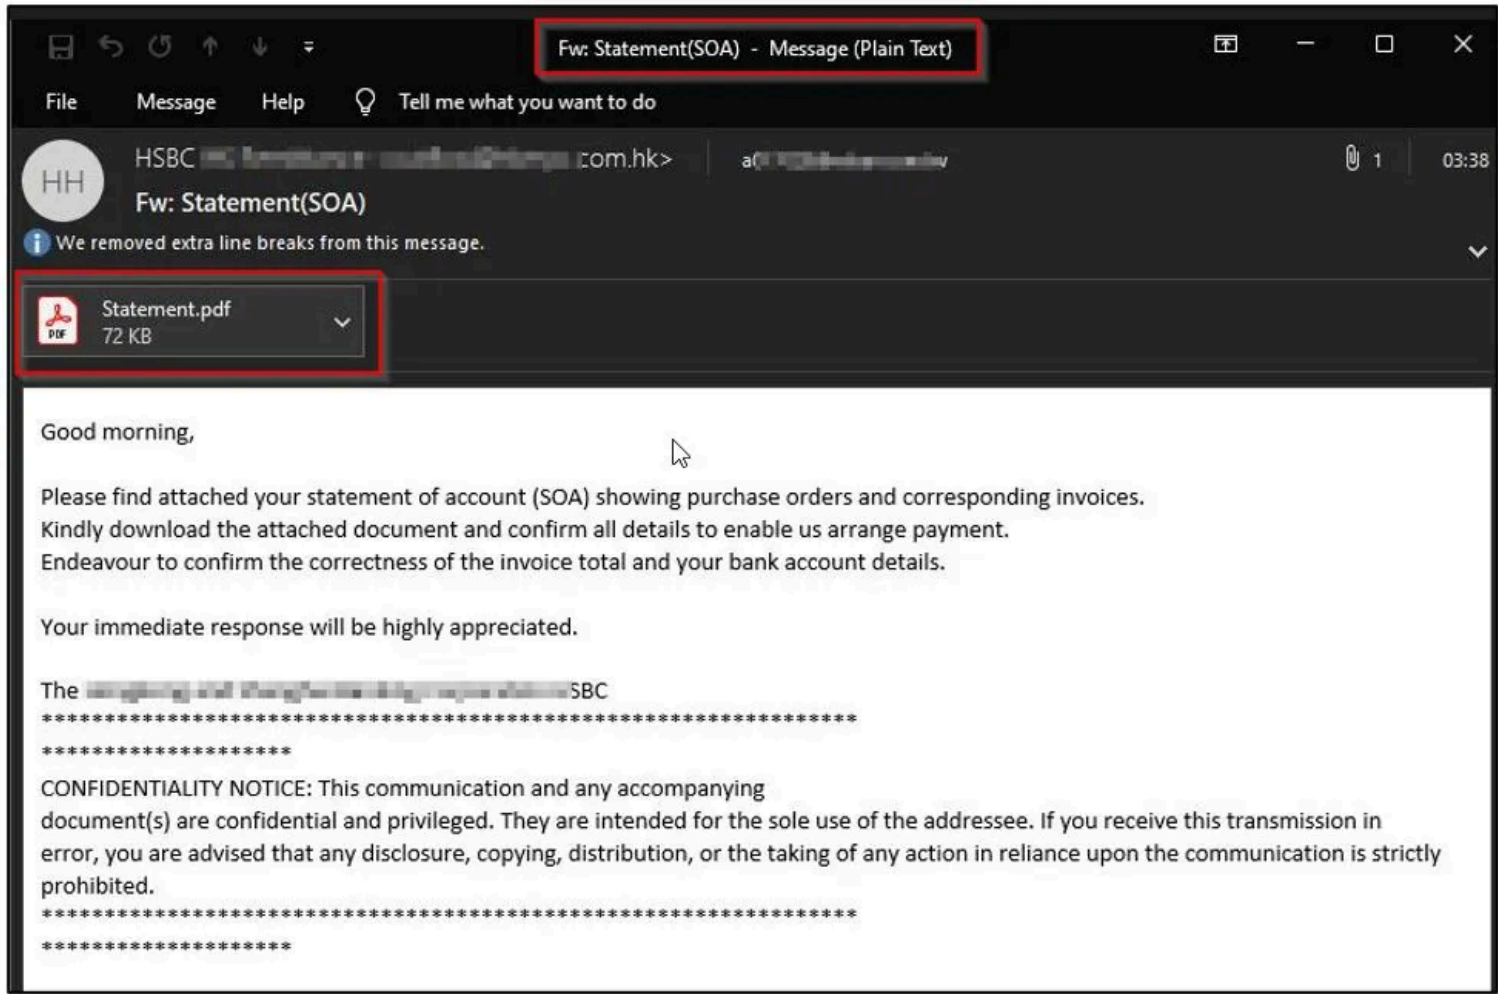 Fw: Statement(SOA) - Message (Plain Text)
File Message Help Tell me what you want to do
HH
HSBC com.hk> 1 03:38
Fw: Statement(SOA)
We removed extra line breaks from this message.
Statement.pdf
PDF
72 KB
Good morning,
Please find attached your statement of account (SOA) showing purchase orders and corresponding invoices.
Kindly download the attached document and confirm all details to enable us arrange payment.
Endeavour to confirm the correctness of the invoice total and your bank account details.
Your immediate response will be highly appreciated.
The SBC
*****************************************************************
********************
CONFIDENTIALITY NOTICE: This communication and any accompanying
document(s) are confidential and privileged. They are intended for the sole use of the addressee. If you receive this transmission in
error, you are advised that any disclosure, copying, distribution, or the taking of any action in reliance upon the communication is strictly
prohibited.
*****************************************************************
********************